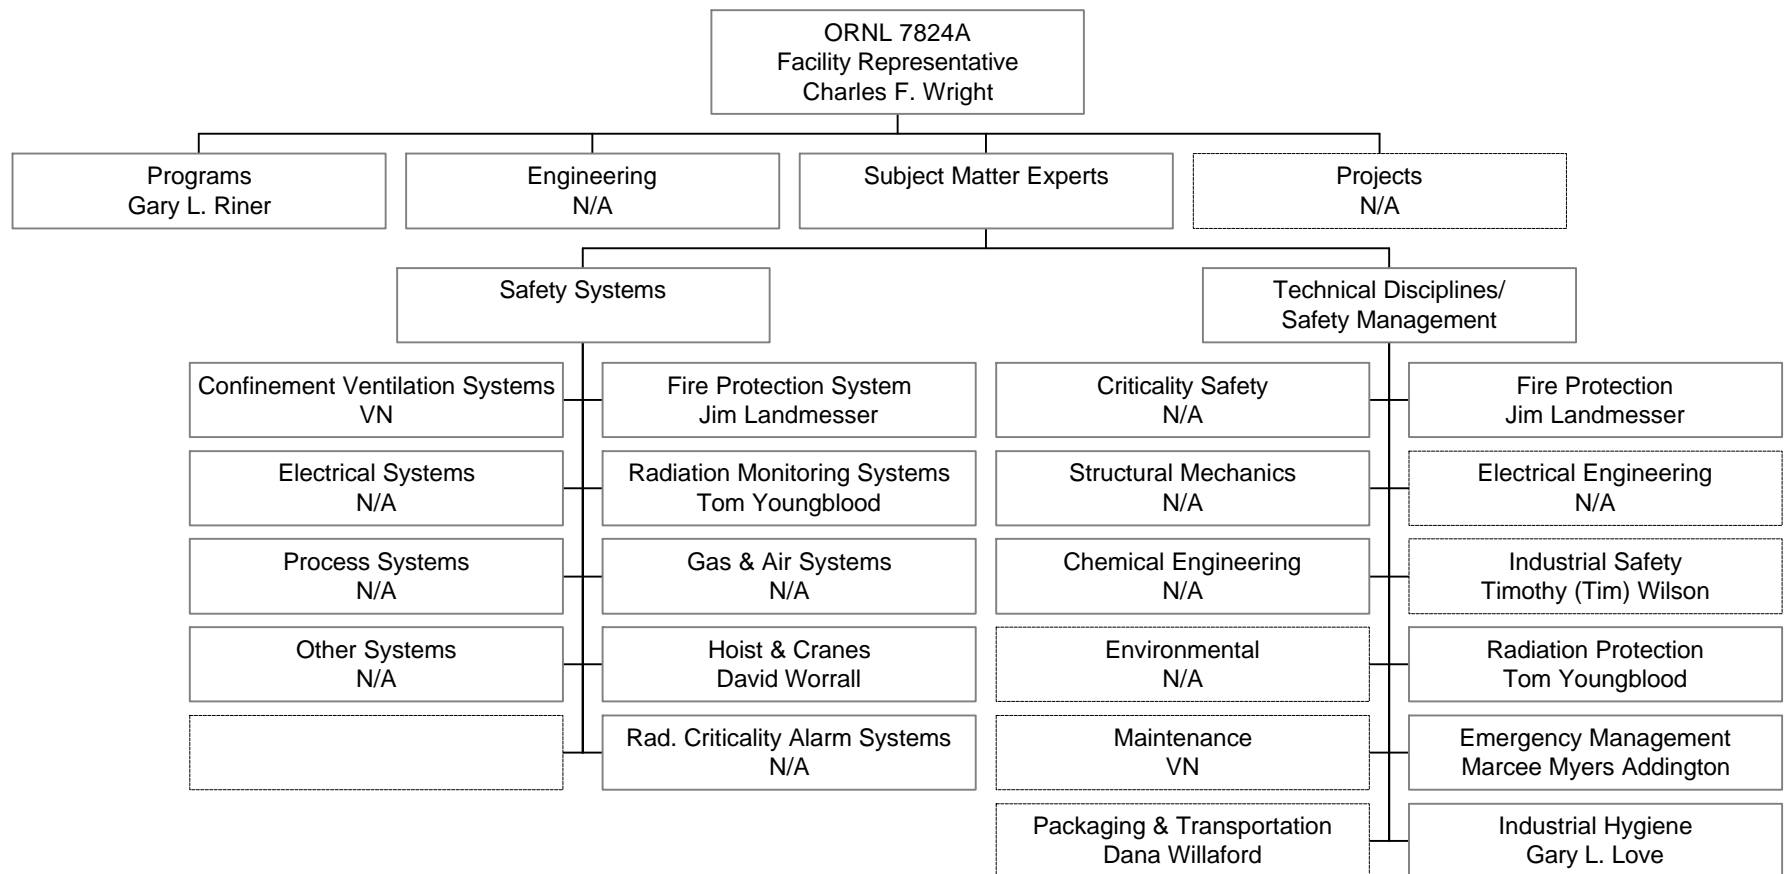 ORNL 7824A
Facility Representative
Charles F. Wright
Programs
Gary L. Riner
Engineering
N/A
Subject Matter Experts
Projects
N/A
Safety Systems
Technical Disciplines/
Safety Management
Confinement Ventilation Systems
VN
Fire Protection System
Jim Landmesser
Criticality Safety
N/A
Fire Protection
Jim Landmesser
Electrical Systems
N/A
Radiation Monitoring Systems
Tom Youngblood
Structural Mechanics
N/A
Electrical Engineering
N/A
Process Systems
N/A
Gas & Air Systems
N/A
Chemical Engineering
N/A
Industrial Safety
Timothy (Tim) Wilson
Other Systems
N/A
Hoist & Cranes
David Worrall
Environmental
N/A
Radiation Protection
Tom Youngblood
Rad. Criticality Alarm Systems
N/A
Maintenance
VN
Emergency Management
Marcee Myers Addington
Packaging & Transportation
Dana Willaford
Industrial Hygiene
Gary L. Love